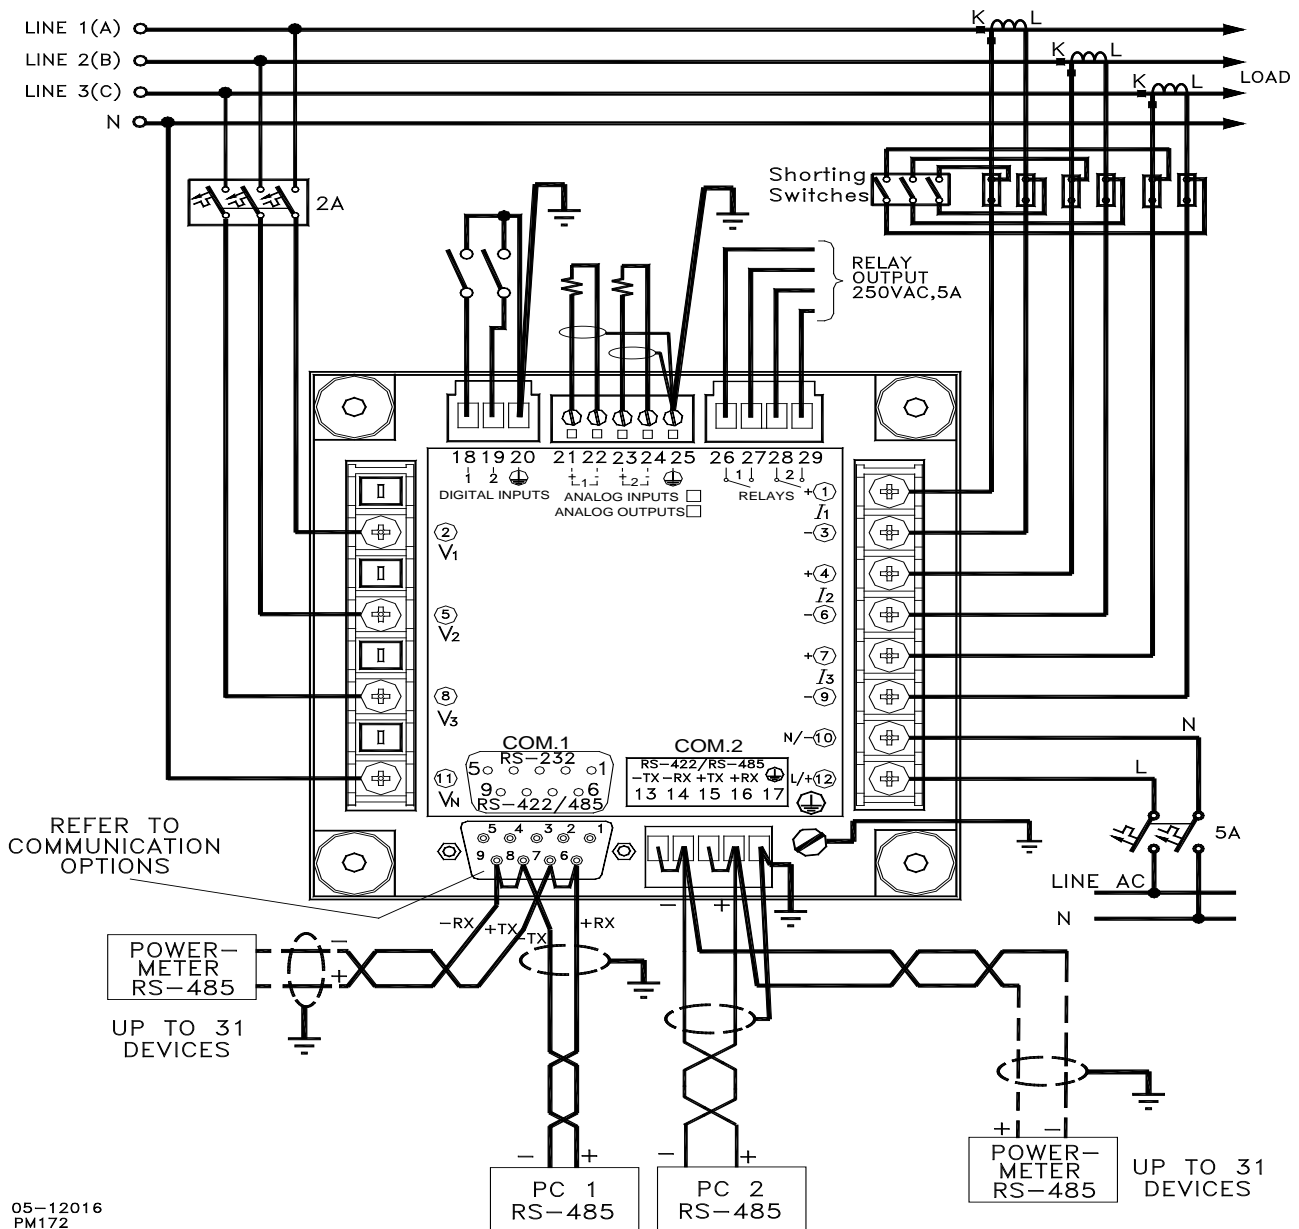 LINE 1(A)
K
L
LINE 2(B)
K
L
LINE 3(C)
K
L
LOAD
N
2A
Shorting
Switches
RELAY
OUTPUT
250VAC,5A
18 19 20
21 22 23 24 25
26 27 28 29
1 2
+ 1 -
+ 2 -
1
2
DIGITAL INPUTS
ANALOG INPUTS
ANALOG OUTPUTS
RELAYS
+1
I1
-3
2
V1
+4
I2
-6
5
V2
+7
I3
-9
8
V3
N/-10
L/+12
11
VN
COM.1
RS-232
5 1
9 6
RS-422/485
COM.2
RS-422/RS-485
-TX -RX +TX +RX
13 14 15 16 17
5 4 3 2 1
9 8 7 6
N
L
5A
LINE AC
N
REFER TO
COMMUNICATION
OPTIONS
-RX
+TX
-TX
+RX
-
+
POWER-
METER
RS-485
-
+
UP TO 31
DEVICES
-
+
PC 1
RS-485
-
+
PC 2
RS-485
+
-
POWER-
METER
RS-485
UP TO 31
DEVICES
05-12016
PM172